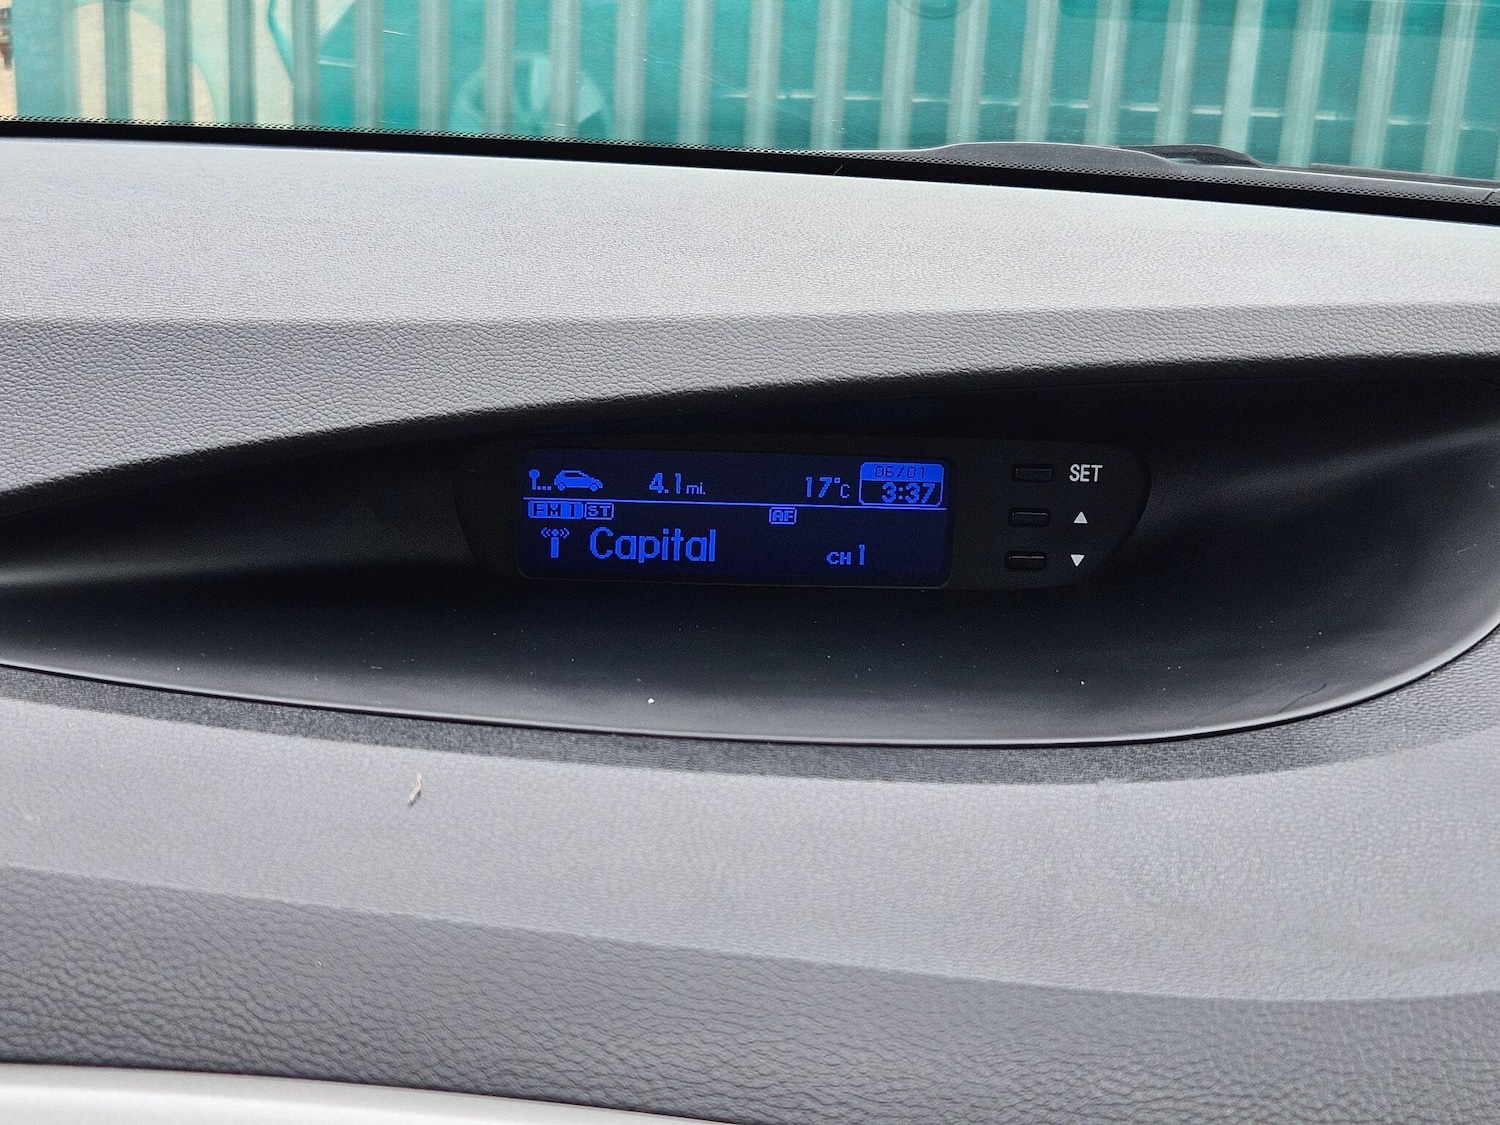 4.1 mi. 17°C 06/01
3:37
FM 1 ST AF
Capital CH 1
SET